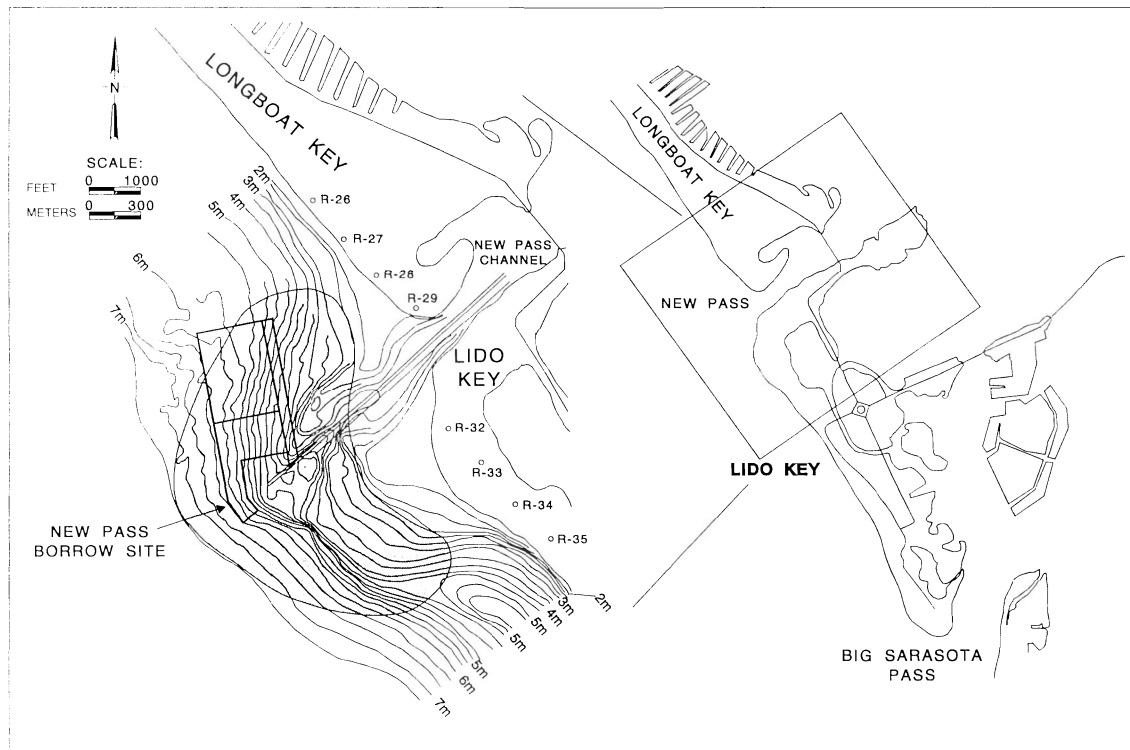 N
SCALE:
0 1000
FEET
METERS
0 300
LONGBOAT KEY
2m
3m
4m
5m
6m
7m
R-26
R-27
R-28
R-29
NEW PASS
CHANNEL
LIDO
KEY
R-32
R-33
R-34
R-35
NEW PASS
BORROW SITE
2m
3m
4m
5m
5m
5m
6m
7m
LONGBOAT KEY
NEW PASS
LIDO KEY
BIG SARASOTA
PASS